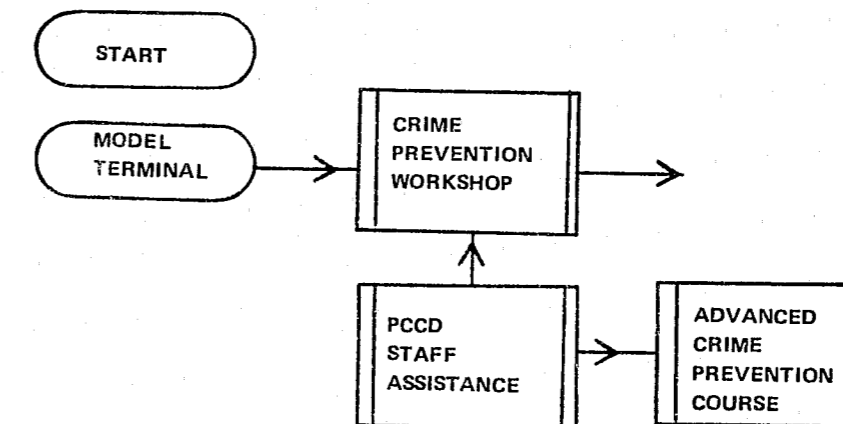 START
MODEL
TERMINAL
CRIME
PREVENTION
WORKSHOP
PCCD
STAFF
ASSISTANCE
ADVANCED
CRIME
PREVENTION
COURSE